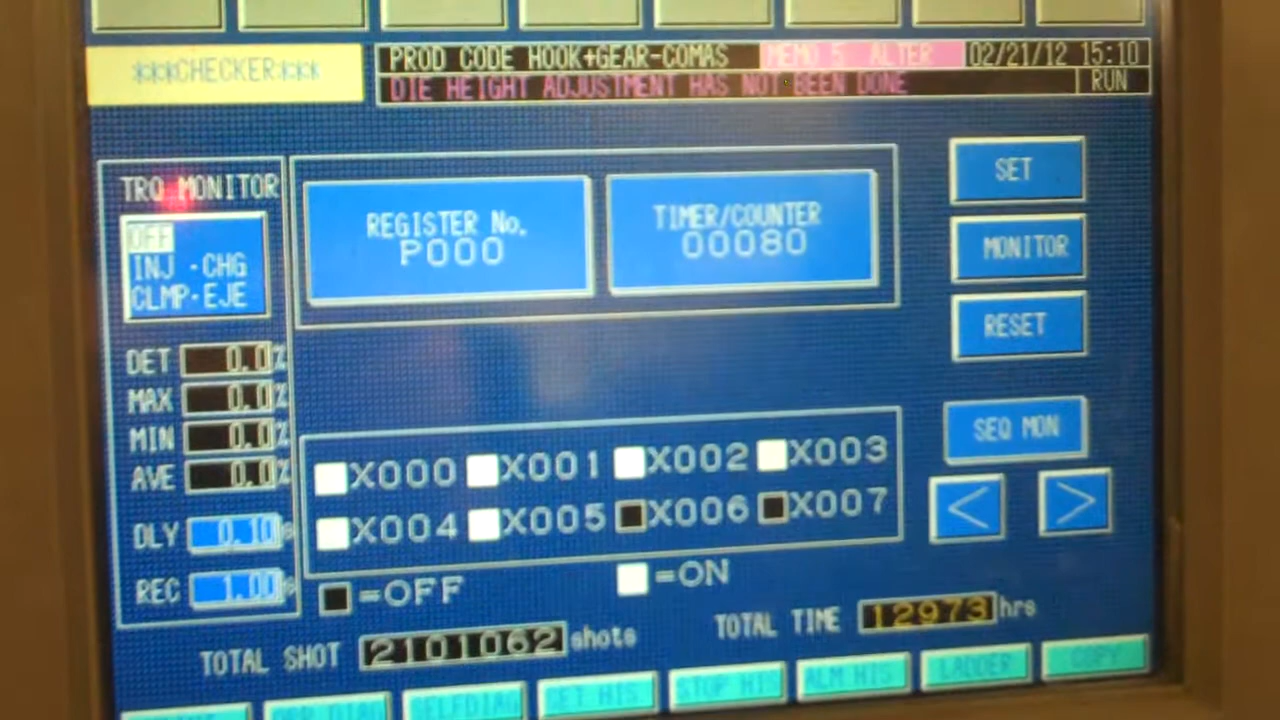 ***CHECKER***
PROD CODE HOOK+GEAR-COMAS MEMO 5 ALTER 02/21/12 15:10
DIE HEIGHT ADJUSTMENT HAS NOT BEEN DONE RUN
TRQ MONITOR
OFF
INJ ·CHG
CLMP·EJE
REGISTER No.
P000
TIMER/COUNTER
00080
SET
MONITOR
RESET
DET 0.0%
MAX 0.0%
MIN 0.0%
AVE 0.0%
DLY 0.10s
REC 1.00s
X000 X001 X002 X003
X004 X005 X006 X007
=OFF =ON
SEQ MON
< >
TOTAL SHOT 2101062 shots TOTAL TIME 12973 hrs
SELFDIAG SET HIS STOP HIS ALM HIS LADDER COPY